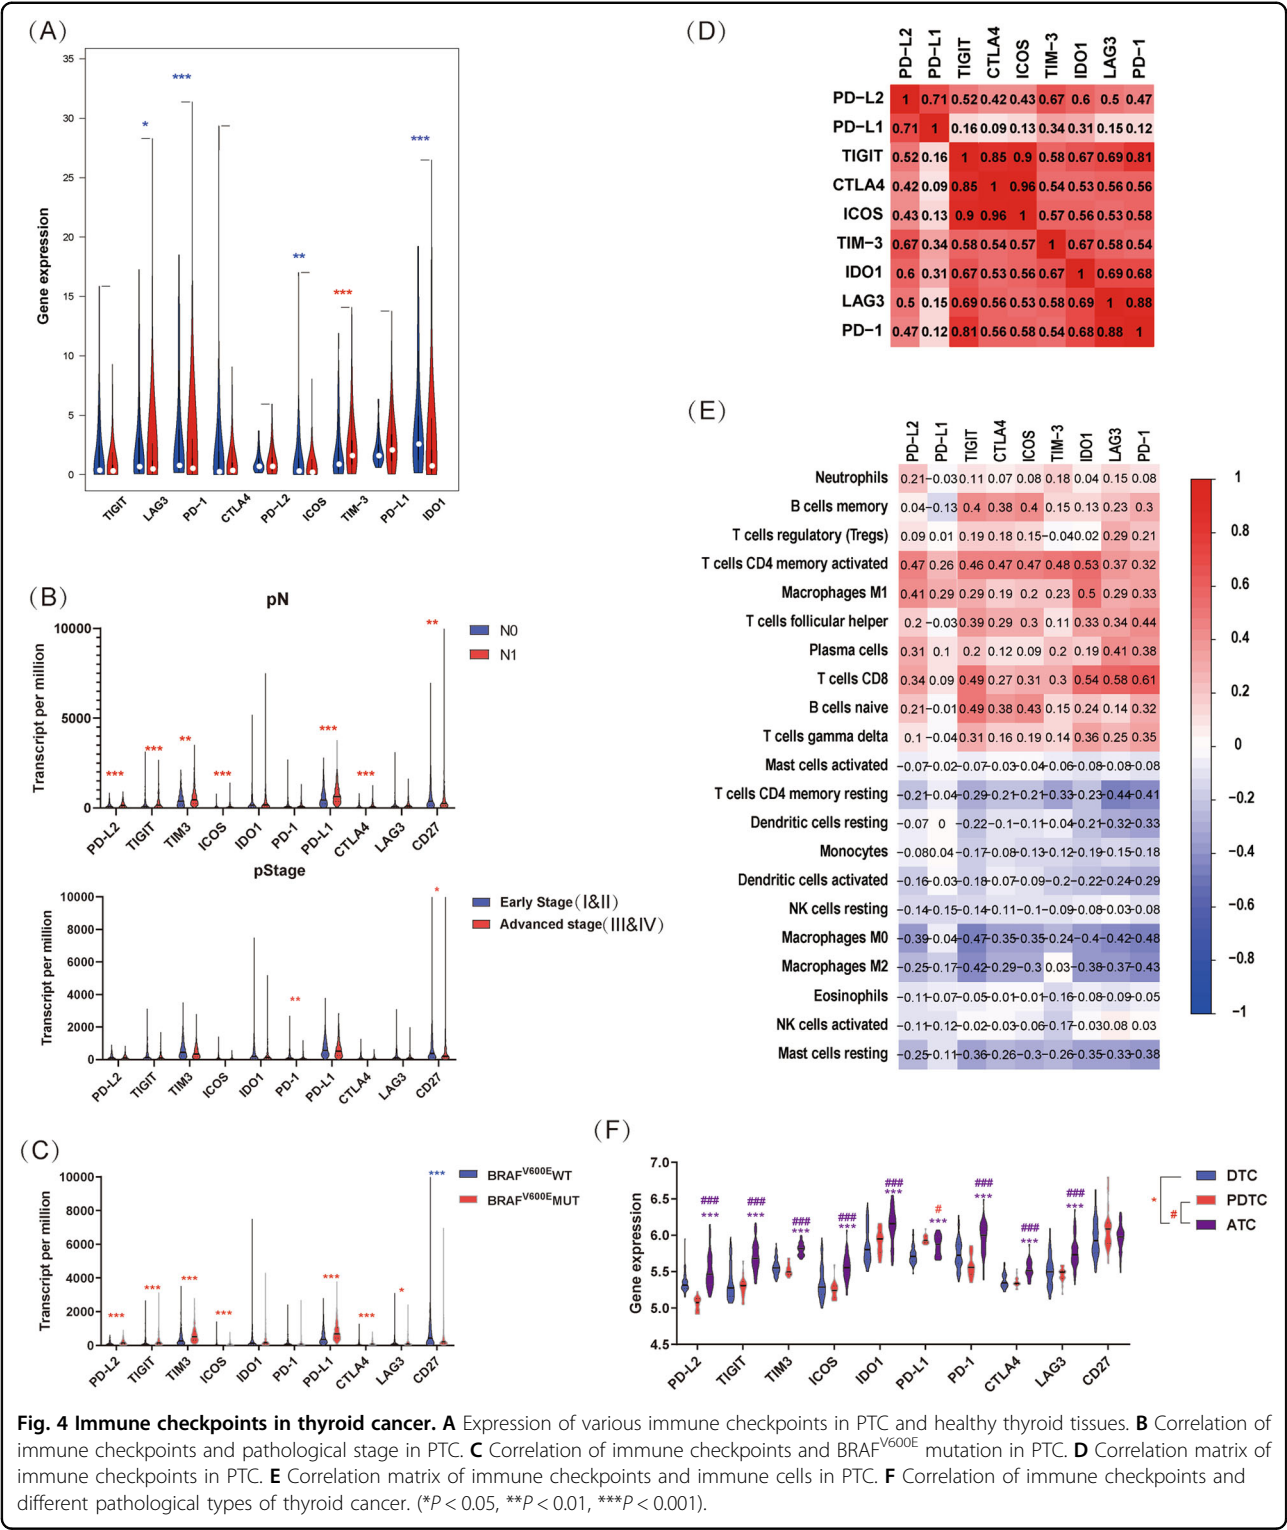 (A)
35
30
25
20
15
10
5
0
Gene expression
*
***
**
***
***
TIGIT
LAG3
PD-1
CTLA4
PD-L2
ICOS
TIM-3
PD-L1
IDO1
(B)
pN
Transcript per million
10000
5000
0
*** *** ** *** *** *** **
PD-L2 TIGIT TIM3 ICOS IDO1 PD-1 PD-L1 CTLA4 LAG3 CD27
N0
N1
pStage
Transcript per million
10000
8000
6000
4000
2000
0
** *
PD-L2 TIGIT TIM3 ICOS IDO1 PD-1 PD-L1 CTLA4 LAG3 CD27
Early Stage(I&II)
Advanced stage(III&IV)
(C)
Transcript per million
10000
8000
6000
4000
2000
0
*** *** *** *** *** *** * ***
PD-L2 TIGIT TIM3 ICOS IDO1 PD-1 PD-L1 CTLA4 LAG3 CD27
BRAFV600EWT
BRAFV600EMUT
(D)
PD-L2 PD-L1 TIGIT CTLA4 ICOS TIM-3 IDO1 LAG3 PD-1
PD-L2 1 0.71 0.52 0.42 0.43 0.67 0.6 0.5 0.47
PD-L1 0.71 1 0.16 0.09 0.13 0.34 0.31 0.15 0.12
TIGIT 0.52 0.16 1 0.85 0.9 0.58 0.67 0.69 0.81
CTLA4 0.42 0.09 0.85 1 0.96 0.54 0.53 0.56 0.56
ICOS 0.43 0.13 0.9 0.96 1 0.57 0.56 0.53 0.58
TIM-3 0.67 0.34 0.58 0.54 0.57 1 0.67 0.58 0.54
IDO1 0.6 0.31 0.67 0.53 0.56 0.67 1 0.69 0.68
LAG3 0.5 0.15 0.69 0.56 0.53 0.58 0.69 1 0.88
PD-1 0.47 0.12 0.81 0.56 0.58 0.54 0.68 0.88 1
(E)
PD-L2 PD-L1 TIGIT CTLA4 ICOS TIM-3 IDO1 LAG3 PD-1
Neutrophils 0.21 -0.03 0.11 0.07 0.08 0.18 0.04 0.15 0.08
B cells memory 0.04 -0.13 0.4 0.38 0.4 0.15 0.13 0.23 0.3
T cells regulatory (Tregs) 0.09 0.01 0.19 0.18 0.15 -0.04 0.02 0.29 0.21
T cells CD4 memory activated 0.47 0.26 0.46 0.47 0.47 0.48 0.53 0.37 0.32
Macrophages M1 0.41 0.29 0.29 0.19 0.2 0.23 0.5 0.29 0.33
T cells follicular helper 0.2 -0.03 0.39 0.29 0.3 0.11 0.33 0.34 0.44
Plasma cells 0.31 0.1 0.2 0.12 0.09 0.2 0.19 0.41 0.38
T cells CD8 0.34 0.09 0.49 0.27 0.31 0.3 0.54 0.58 0.61
B cells naive 0.21 -0.01 0.49 0.38 0.43 0.15 0.24 0.14 0.32
T cells gamma delta 0.1 -0.04 0.31 0.16 0.19 0.14 0.36 0.25 0.35
Mast cells activated -0.07 -0.02 -0.07 -0.03 -0.04 -0.06 -0.08 -0.08 -0.08
T cells CD4 memory resting -0.21 -0.04 -0.29 -0.21 -0.21 -0.33 -0.23 -0.44 -0.41
Dendritic cells resting -0.07 0 -0.22 -0.1 -0.11 -0.04 -0.21 -0.32 -0.33
Monocytes -0.08 0.04 -0.17 -0.08 -0.13 -0.12 -0.19 -0.15 -0.18
Dendritic cells activated -0.16 -0.03 -0.18 -0.07 -0.09 -0.2 -0.22 -0.24 -0.29
NK cells resting -0.14 -0.15 -0.14 -0.11 -0.1 -0.09 -0.08 -0.03 -0.08
Macrophages M0 -0.39 -0.04 -0.47 -0.35 -0.35 -0.24 -0.4 -0.42 -0.48
Macrophages M2 -0.25 -0.17 -0.42 -0.29 -0.3 0.03 -0.38 -0.37 -0.43
Eosinophils -0.11 -0.07 -0.05 -0.01 -0.01 -0.16 -0.08 -0.09 -0.05
NK cells activated -0.11 -0.12 -0.02 -0.03 -0.06 -0.17 -0.03 0.08 0.03
Mast cells resting -0.25 -0.11 -0.36 -0.26 -0.3 -0.26 -0.35 -0.33 -0.38
1
0.8
0.6
0.4
0.2
0
-0.2
-0.4
-0.6
-0.8
-1
(F)
Gene expression
7.0
6.5
6.0
5.5
5.0
4.5
### ### ### ### ### # ### ### ###
*** *** *** *** *** *** *** *** ***
PD-L2 TIGIT TIM3 ICOS IDO1 PD-L1 PD-1 CTLA4 LAG3 CD27
DTC
PDTC
ATC
*
#
Fig. 4 Immune checkpoints in thyroid cancer. A Expression of various immune checkpoints in PTC and healthy thyroid tissues. B Correlation of
immune checkpoints and pathological stage in PTC. C Correlation of immune checkpoints and BRAFV600E mutation in PTC. D Correlation matrix of
immune checkpoints in PTC. E Correlation matrix of immune checkpoints and immune cells in PTC. F Correlation of immune checkpoints and
different pathological types of thyroid cancer. (*P < 0.05, **P < 0.01, ***P < 0.001).